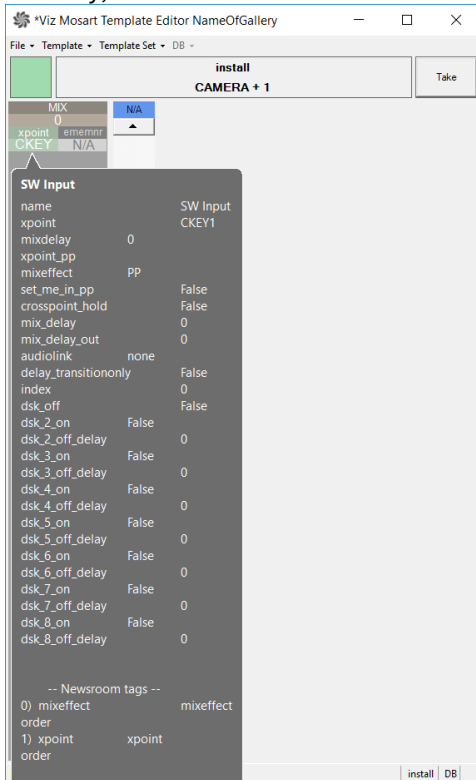 *Viz Mosart Template Editor NameOfGallery
File Template Template Set DB
install
CAMERA + 1
Take
MIX
0
xpoint ememnr
CKEY N/A
N/A
SW Input
name SW Input
xpoint CKEY1
mixdelay 0
xpoint_pp
mixeffect PP
set_me_in_pp False
crosspoint_hold False
mix_delay 0
mix_delay_out 0
audiolink none
delay_transitiononly False
index 0
dsk_off False
dsk_2_on False
dsk_2_off_delay 0
dsk_3_on False
dsk_3_off_delay 0
dsk_4_on False
dsk_4_off_delay 0
dsk_5_on False
dsk_5_off_delay 0
dsk_6_on False
dsk_6_off_delay 0
dsk_7_on False
dsk_7_off_delay 0
dsk_8_on False
dsk_8_off_delay 0
-- Newsroom tags --
0) mixeffect mixeffect
order
1) xpoint xpoint
order
install DB